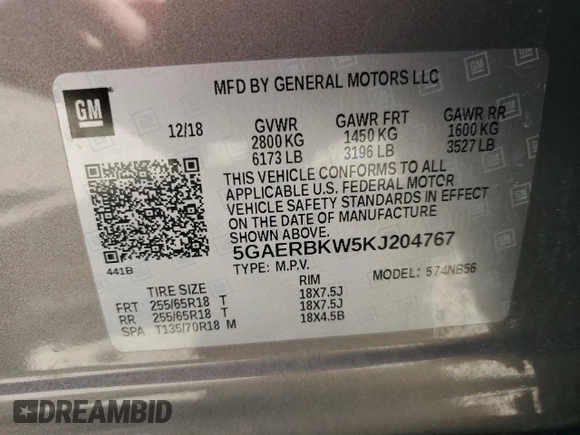 GM
MFD BY GENERAL MOTORS LLC
12/18 GVWR GAWR FRT GAWR RR
2800 KG 1450 KG 1600 KG
6173 LB 3196 LB 3527 LB
THIS VEHICLE CONFORMS TO ALL
APPLICABLE U.S. FEDERAL MOTOR
VEHICLE SAFETY STANDARDS IN EFFECT
ON THE DATE OF MANUFACTURE
SHOWN ABOVE.
5GAERBKW5KJ204767
441B TYPE: M.P.V. MODEL: 574NB56
TIRE SIZE RIM
FRT 255/65R18 T 18X7.5J
RR 255/65R18 T 18X7.5J
SPA T135/70R18 M 18X4.5B
DREAMBID